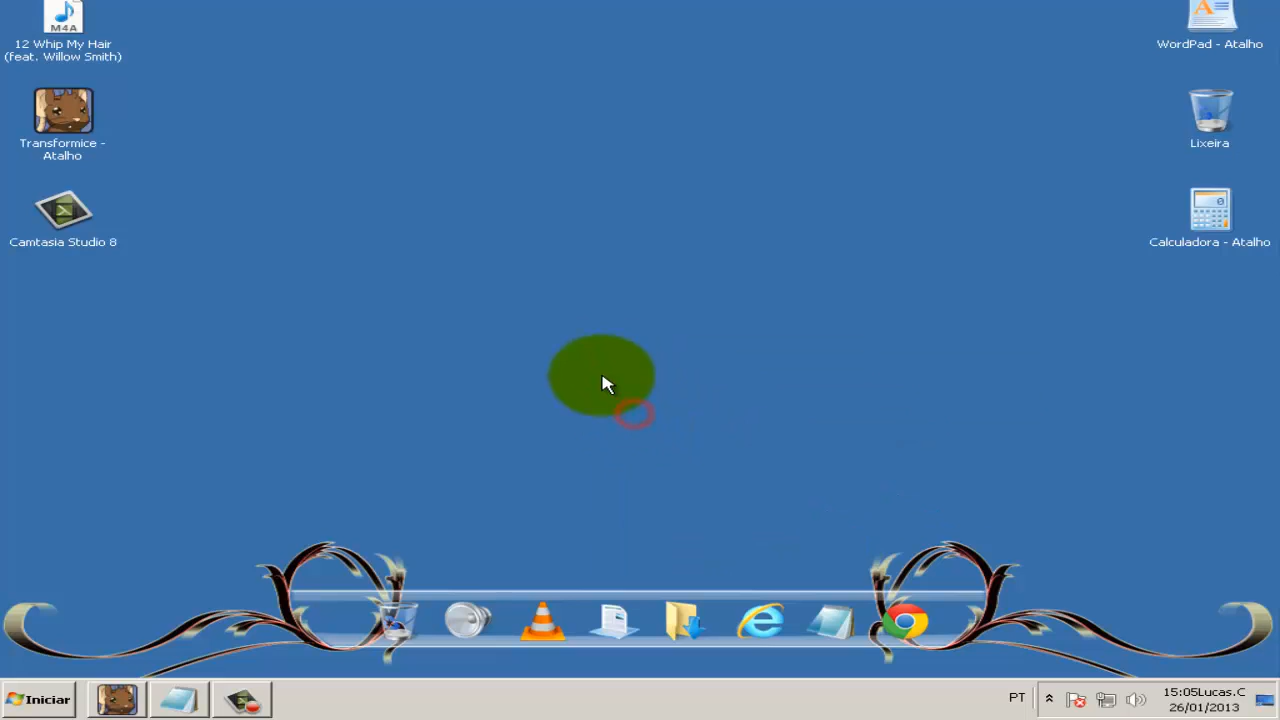 M4A
12 Whip My Hair
(feat. Willow Smith)
Transformice -
Atalho
Camtasia Studio 8
A
WordPad - Atalho
Lixeira
0
Calculadora - Atalho
Iniciar
PT
15:05Lucas.C
26/01/2013